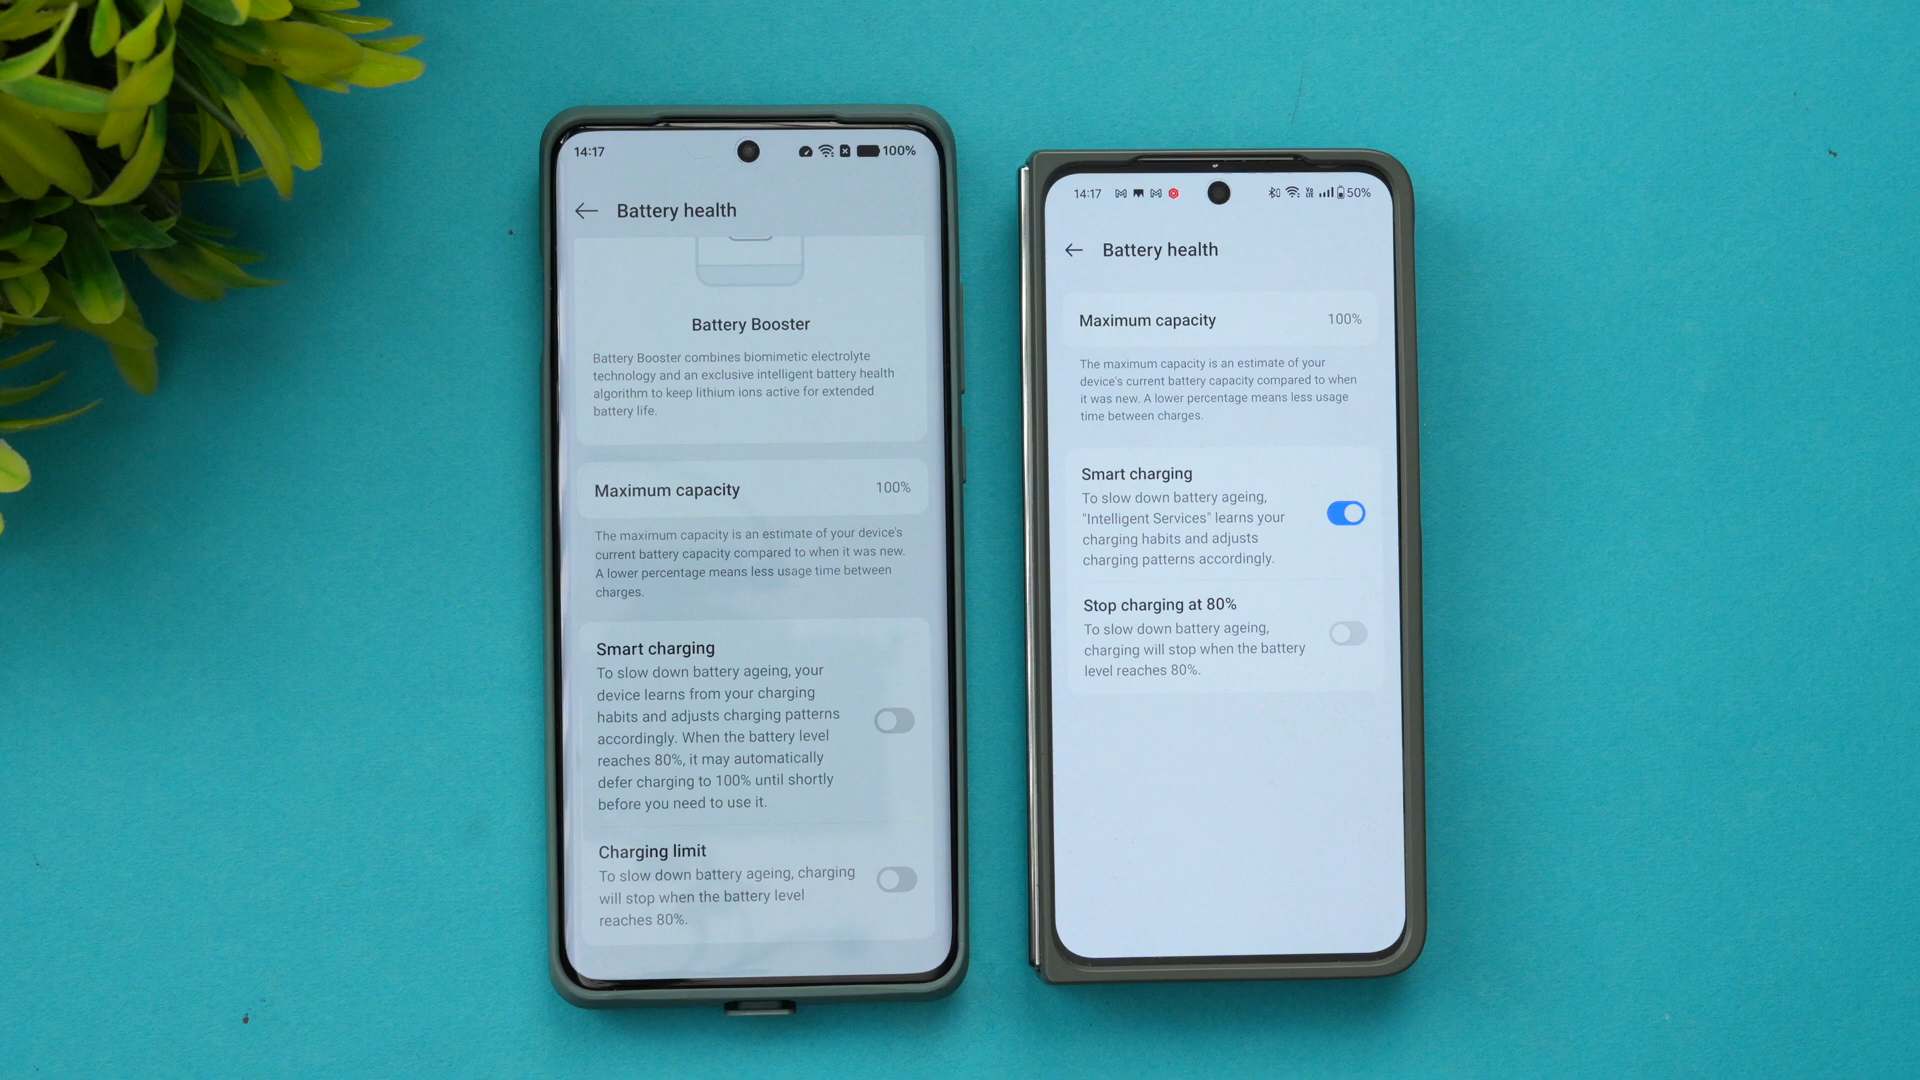 14:17
100%
Battery health
Battery Booster
Battery Booster combines biomimetic electrolyte
technology and an exclusive intelligent battery health
algorithm to keep lithium ions active for extended
battery life.
Maximum capacity
100%
The maximum capacity is an estimate of your device's
current battery capacity compared to when it was new.
A lower percentage means less usage time between
charges.
Smart charging
To slow down battery ageing, your
device learns from your charging
habits and adjusts charging patterns
accordingly. When the battery level
reaches 80%, it may automatically
defer charging to 100% until shortly
before you need to use it.
Charging limit
To slow down battery ageing, charging
will stop when the battery level
reaches 80%.
14:17
50%
Battery health
Maximum capacity
100%
The maximum capacity is an estimate of your
device's current battery capacity compared to when
it was new. A lower percentage means less usage
time between charges.
Smart charging
To slow down battery ageing,
"Intelligent Services" learns your
charging habits and adjusts
charging patterns accordingly.
Stop charging at 80%
To slow down battery ageing,
charging will stop when the battery
level reaches 80%.